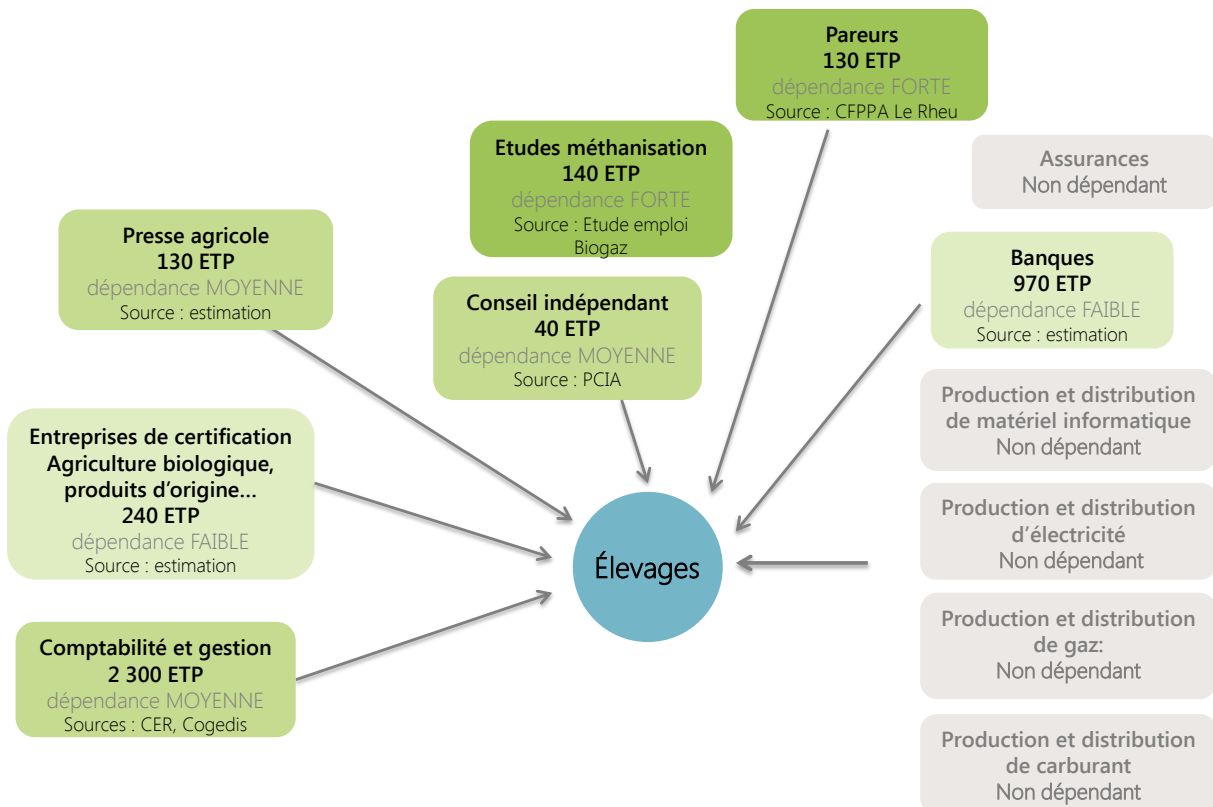 Pareurs
130 ETP
dépendance FORTE
Source : CFPPA Le Rheu
Etudes méthanisation
140 ETP
dépendance FORTE
Source : Etude emploi
Biogaz
Assurances
Non dépendant
Presse agricole
130 ETP
dépendance MOYENNE
Source : estimation
Banques
970 ETP
dépendance FAIBLE
Source : estimation
Conseil indépendant
40 ETP
dépendance MOYENNE
Source : PCIA
Production et distribution
de matériel informatique
Non dépendant
Entreprises de certification
Agriculture biologique,
produits d'origine…
240 ETP
dépendance FAIBLE
Source : estimation
Élevages
Production et distribution
d'électricité
Non dépendant
Production et distribution
de gaz:
Non dépendant
Comptabilité et gestion
2 300 ETP
dépendance MOYENNE
Sources : CER, Cogedis
Production et distribution
de carburant
Non dépendant